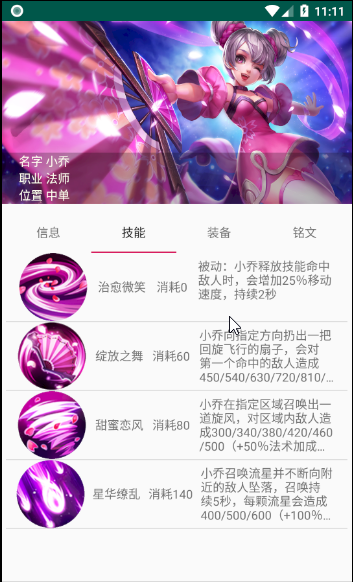 11:11
名字 小乔
职业 法师
位置 中单
信息 技能 装备 铭文
治愈微笑 消耗0
被动：小乔释放技能命中
敌人时，会增加25%移动
速度，持续2秒
绽放之舞 消耗60
小乔向指定方向扔出一把
回旋飞行的扇子，会对
第一个命中的敌人造成
450/540/630/720/810/...
甜蜜恋风 消耗80
小乔在指定区域召唤出一
道旋风，对区域内敌人造
成300/340/380/420/460
/500（+50%法术加成...
星华缭乱 消耗140
小乔召唤流星并不断向附
近的敌人坠落，召唤持
续5秒，每颗流星会造成
400/500/600（+100%...